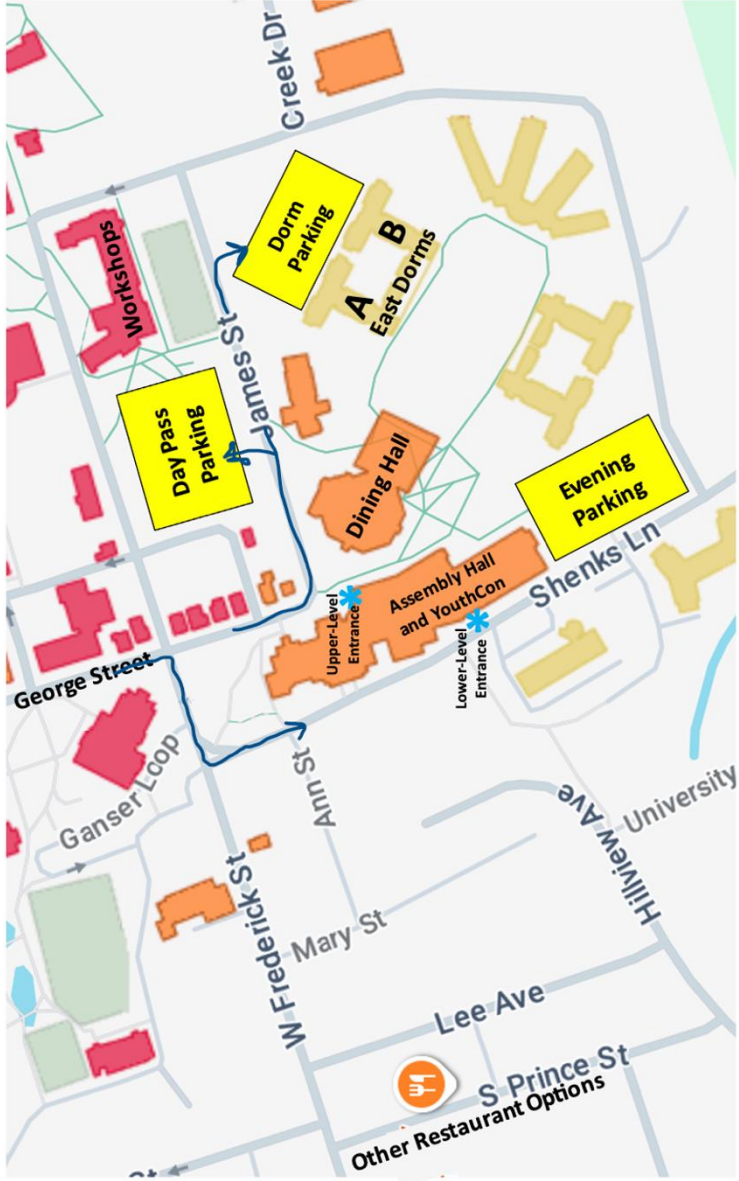 Creek Dr
Dorm
Parking
Workshops
B
A
East Dorms
James St
Day Pass
Parking
Dining Hall
Evening
Parking
Shenks Ln
Assembly Hall
and YouthCon
Upper-Level
Entrance
Lower-Level
Entrance
George Street
Ganser Loop
Ann St
Hillview Ave
University
W Frederick St
Mary St
Lee Ave
S Prince St
Other Restaurant Options